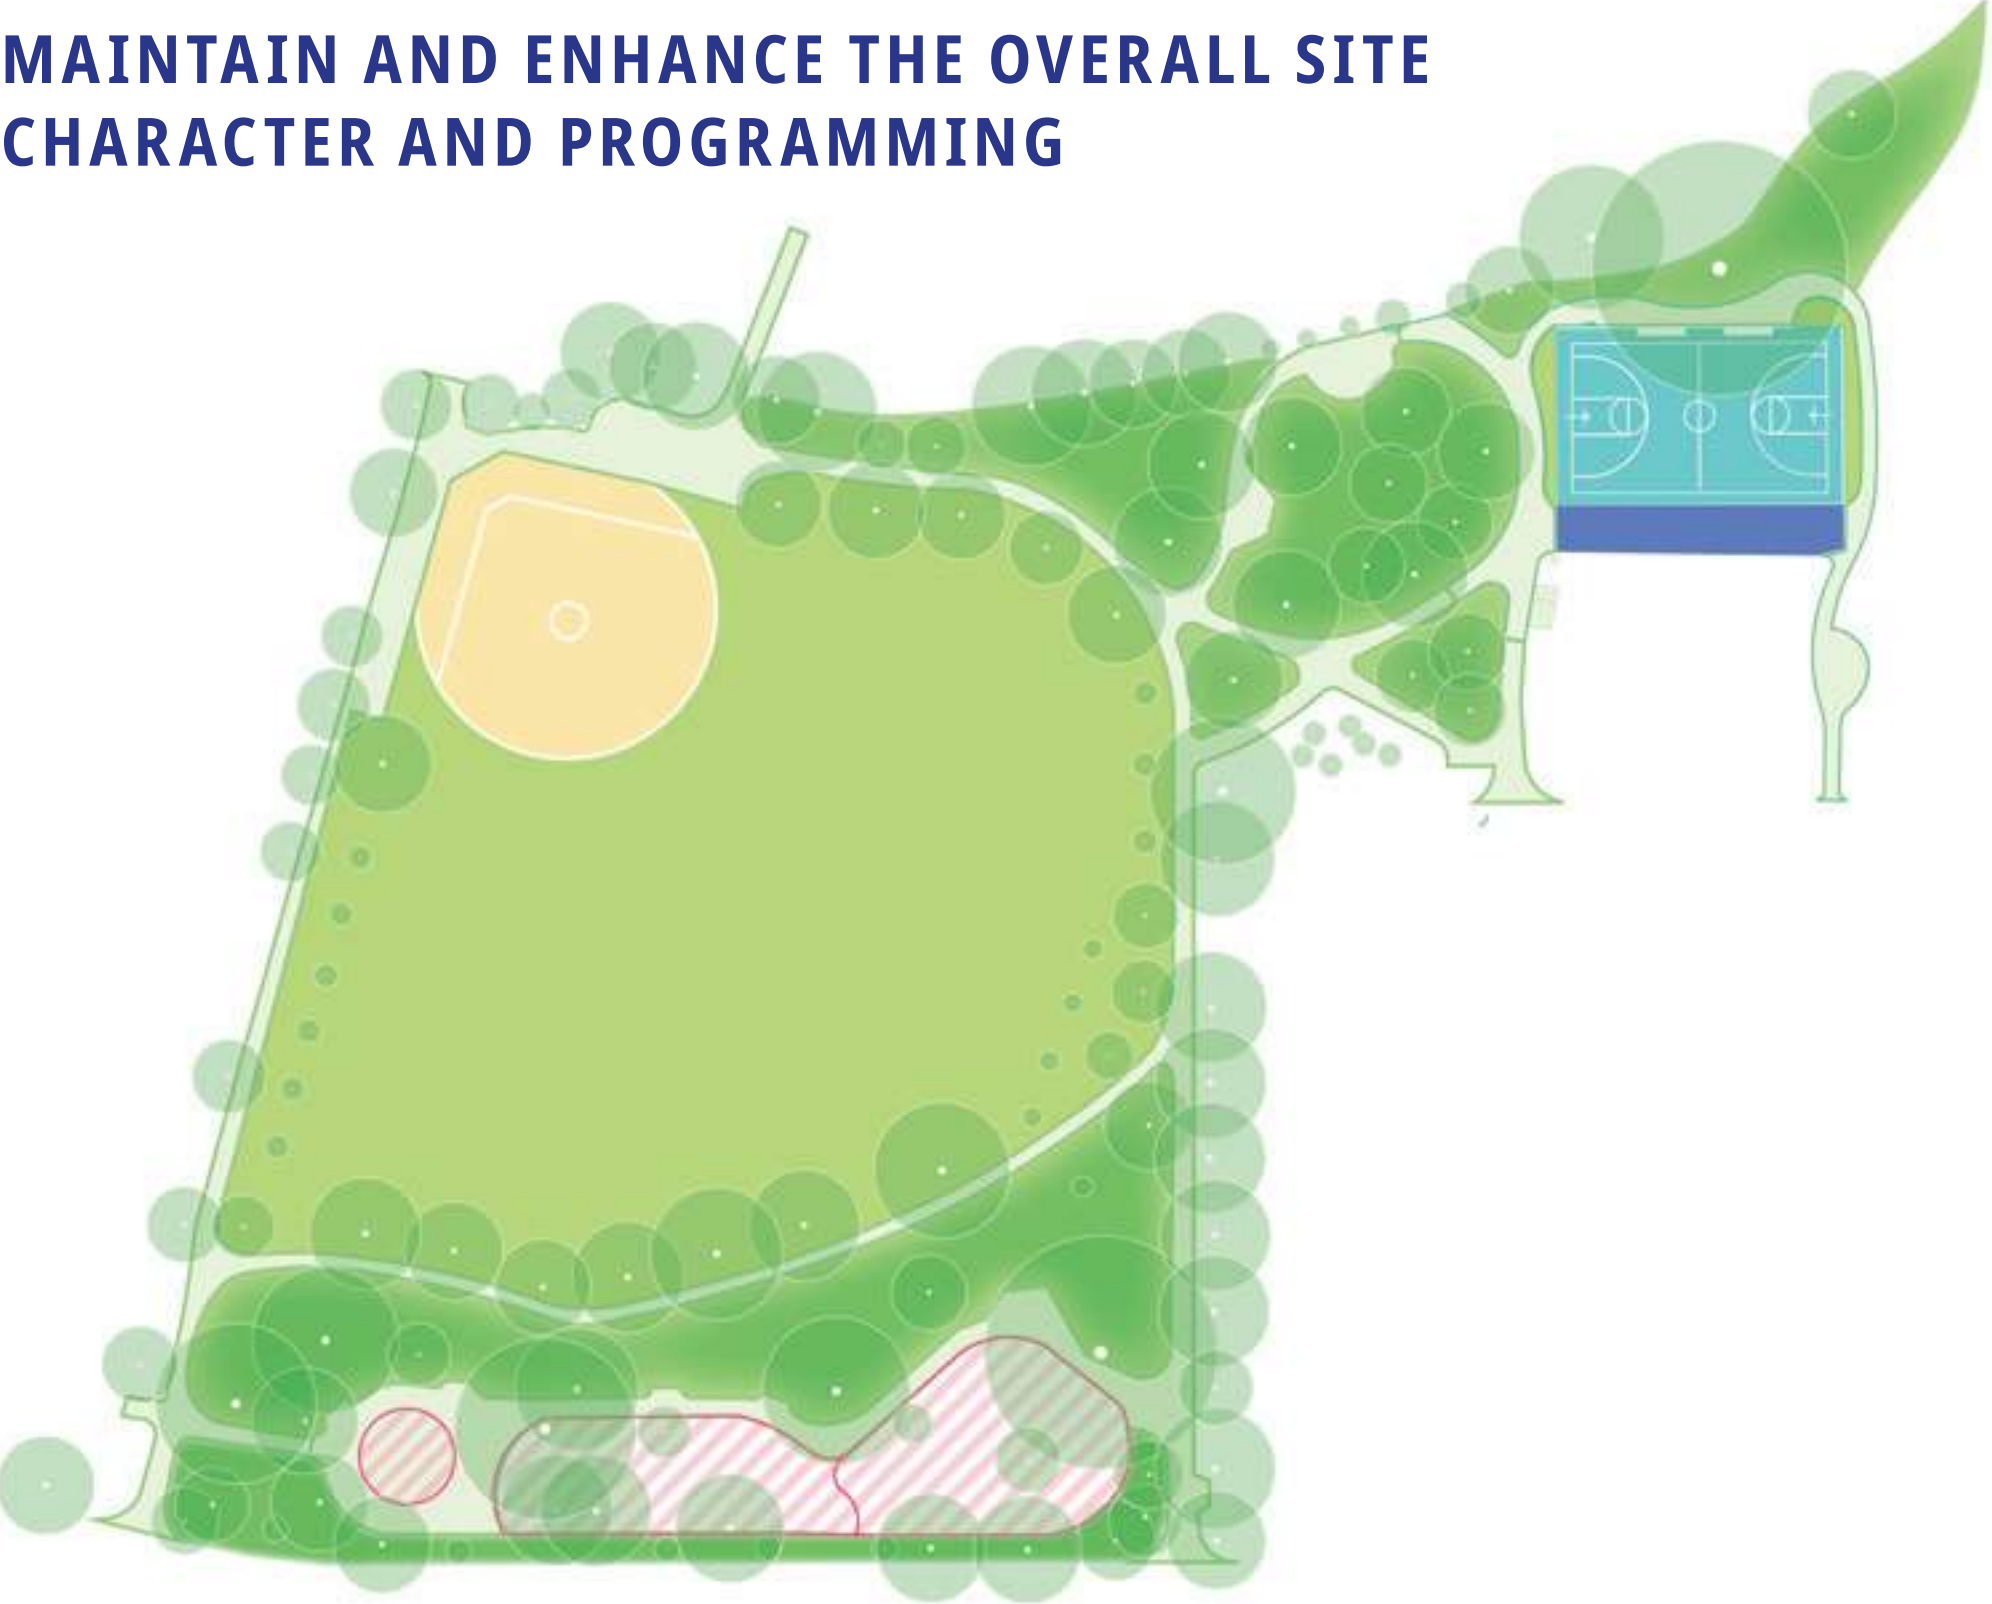 MAINTAIN AND ENHANCE THE OVERALL SITE
CHARACTER AND PROGRAMMING